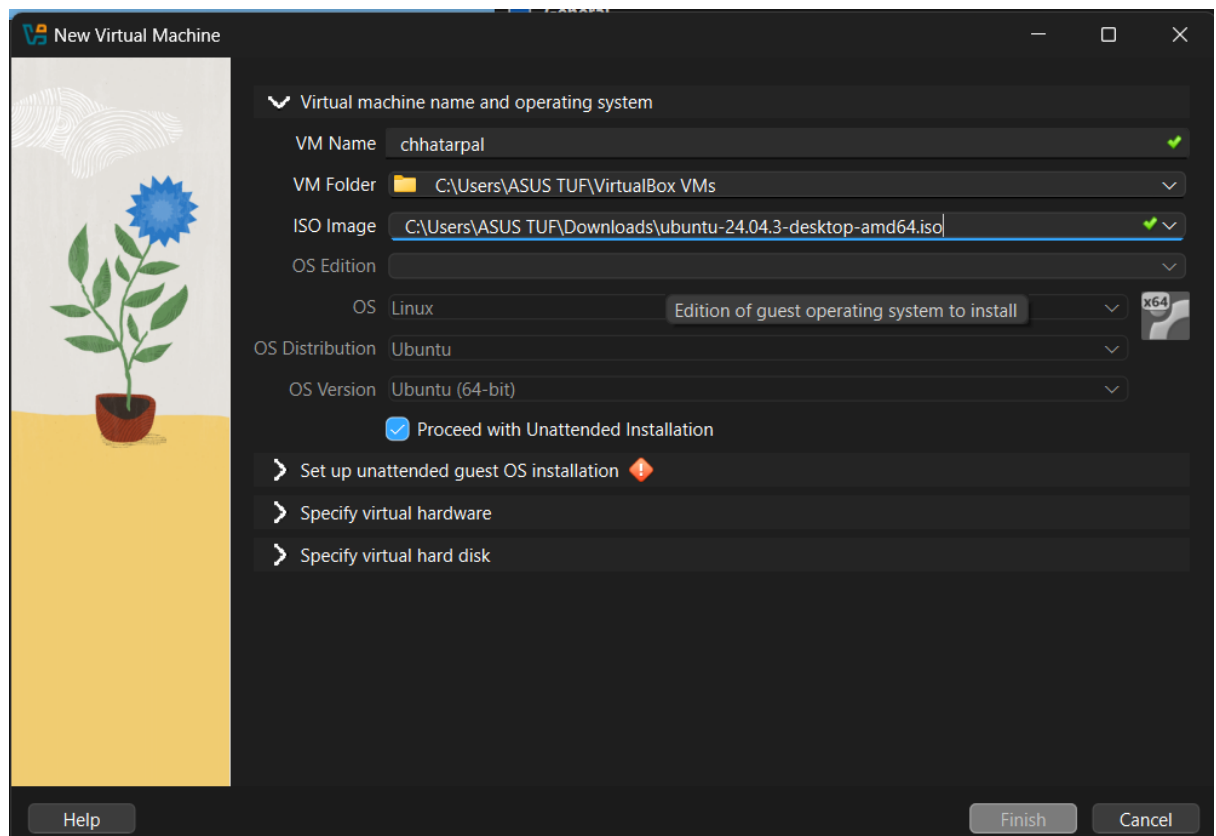 General
New Virtual Machine
Virtual machine name and operating system
VM Name chhatarpal
VM Folder C:\Users\ASUS TUF\VirtualBox VMs
ISO Image C:\Users\ASUS TUF\Downloads\ubuntu-24.04.3-desktop-amd64.iso
OS Edition
OS Linux Edition of guest operating system to install x64
OS Distribution Ubuntu
OS Version Ubuntu (64-bit)
Proceed with Unattended Installation
Set up unattended guest OS installation
Specify virtual hardware
Specify virtual hard disk
Help Finish Cancel